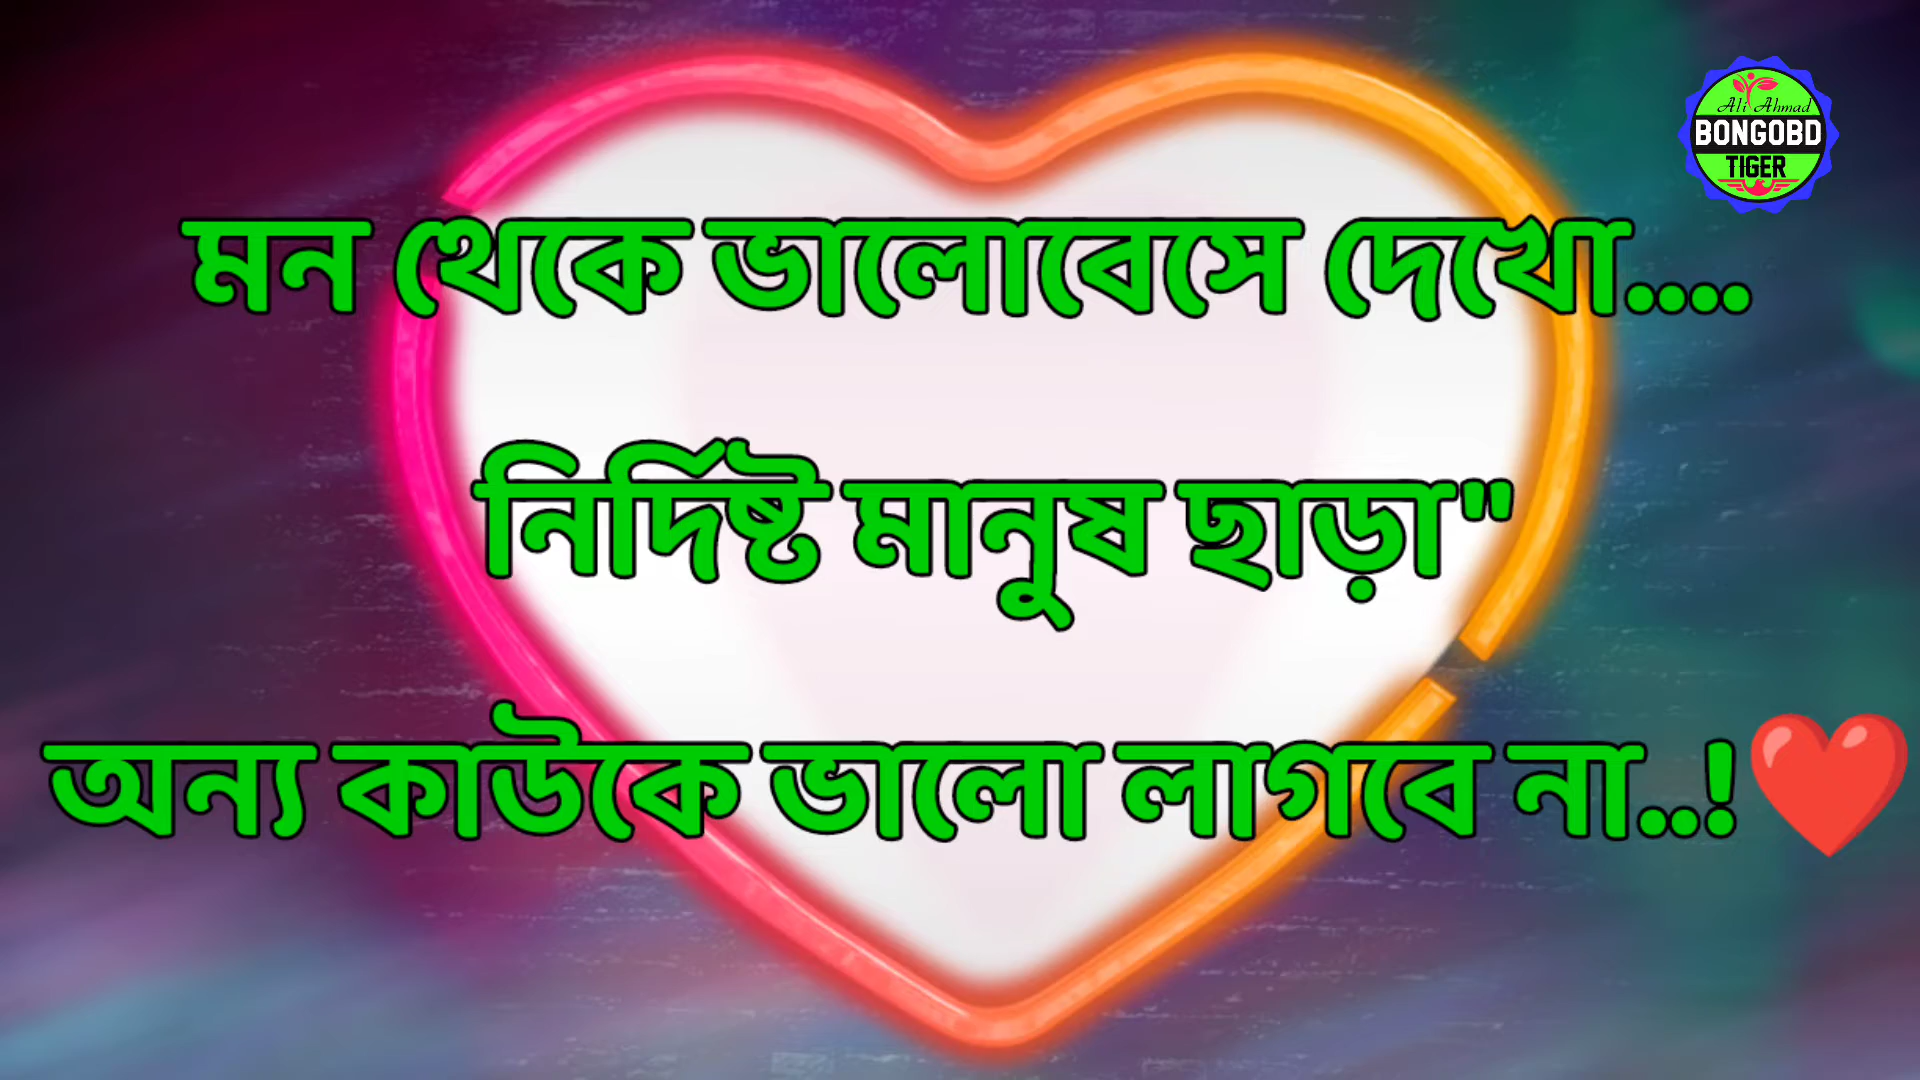 Ali Ahmad
BONGOBD
TIGER
মন থেকে ভালোবেসে দেখো....
নির্দিষ্ট মানুষ ছাড়া"
অন্য কাউকে ভালো লাগবে না..!❤️